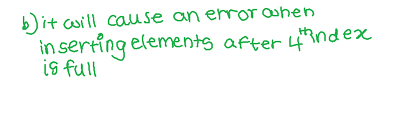 b) it will cause an error when
inserting elements after 4th index
is full